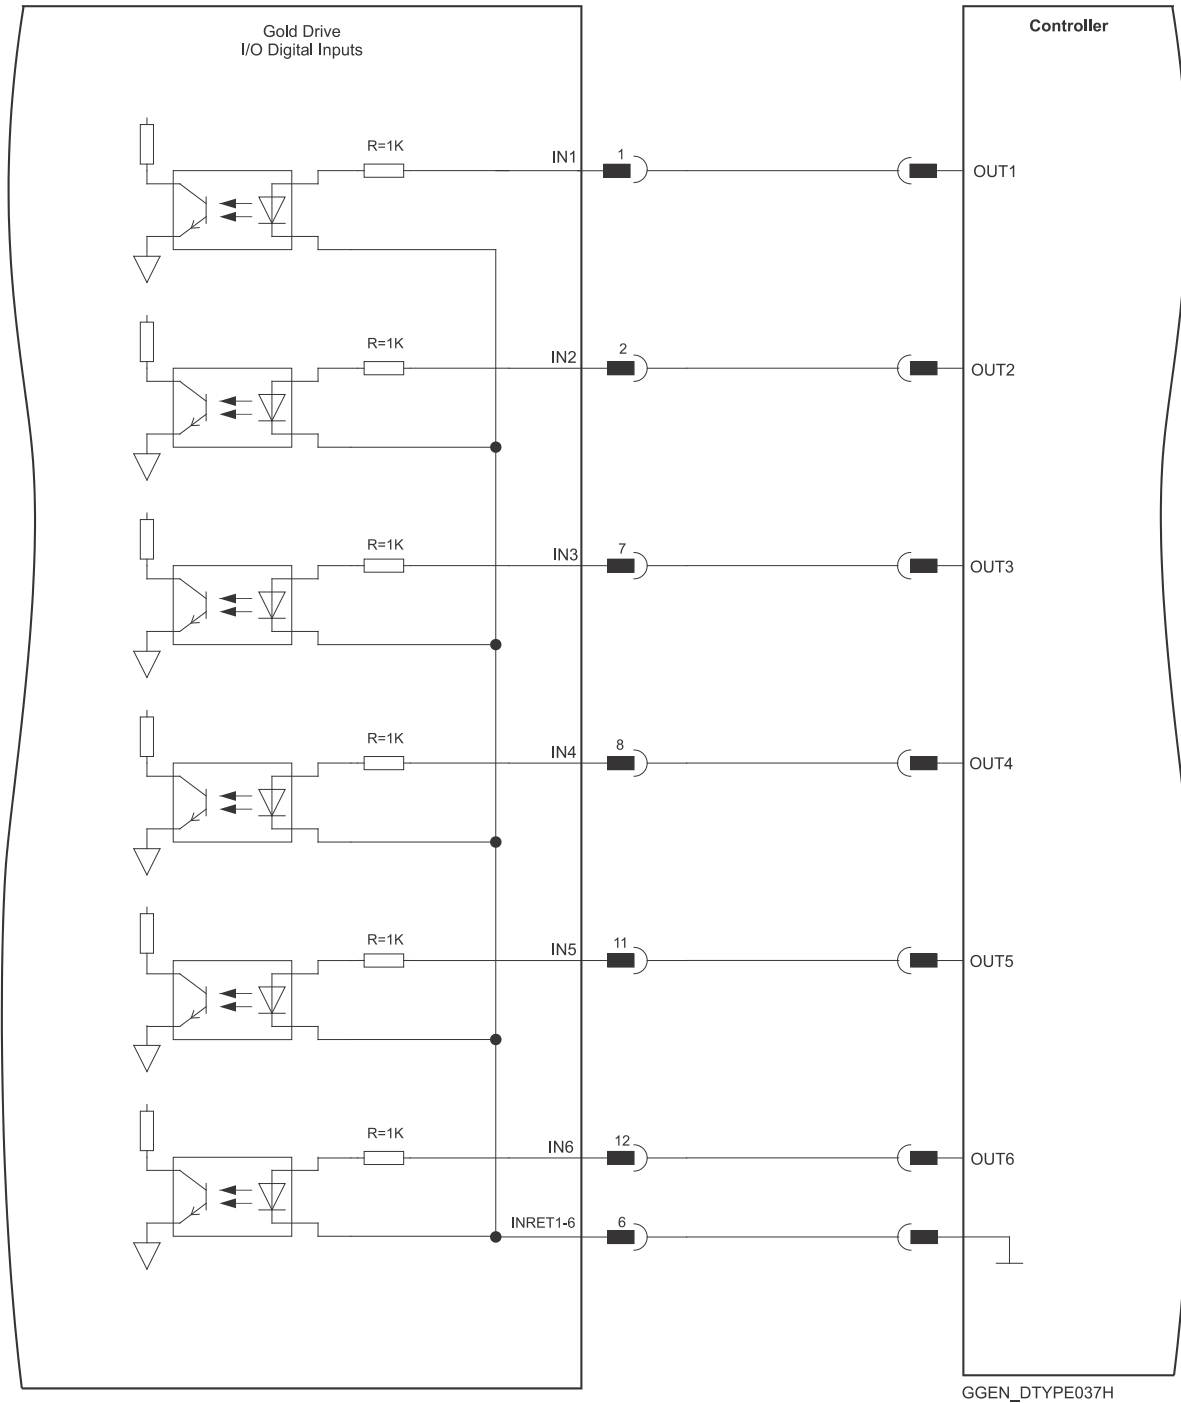 Gold Drive
I/O Digital Inputs
Controller
R=1K
IN1
1
OUT1
R=1K
IN2
2
OUT2
R=1K
IN3
7
OUT3
R=1K
IN4
8
OUT4
R=1K
IN5
11
OUT5
R=1K
IN6
12
OUT6
INRET1-6
6
GGEN_DTYPE037H